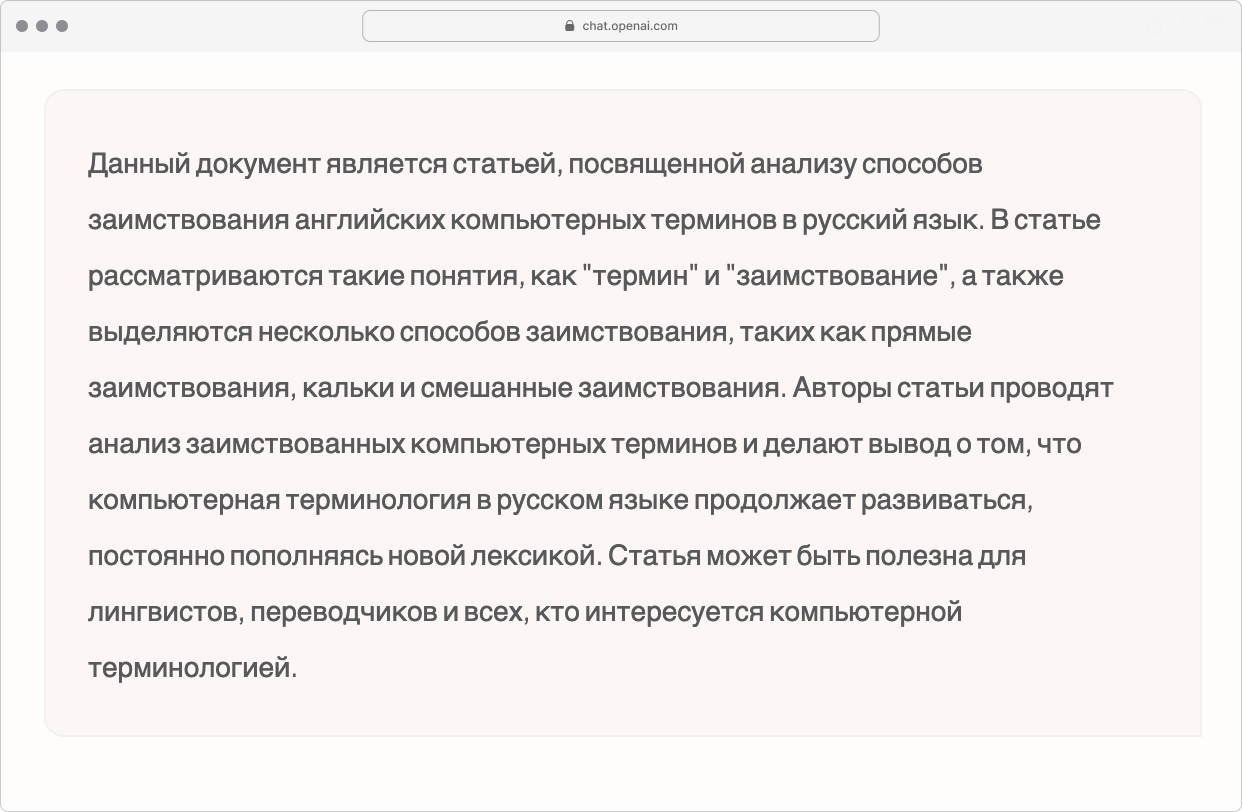 chat.openai.com
Данный документ является статьей, посвященной анализу способов
заимствования английских компьютерных терминов в русский язык. В статье
рассматриваются такие понятия, как "термин" и "заимствование", а также
выделяются несколько способов заимствования, таких как прямые
заимствования, кальки и смешанные заимствования. Авторы статьи проводят
анализ заимствованных компьютерных терминов и делают вывод о том, что
компьютерная терминология в русском языке продолжает развиваться,
постоянно пополняясь новой лексикой. Статья может быть полезна для
лингвистов, переводчиков и всех, кто интересуется компьютерной
терминологией.